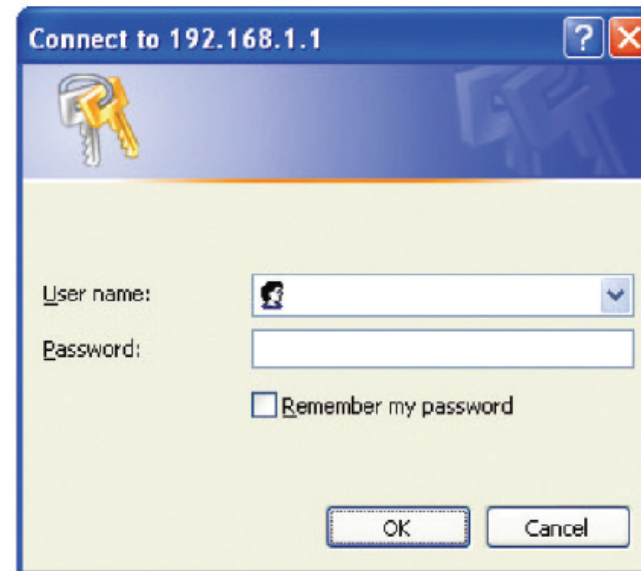 Connect to 192.168.1.1
User name:
Password:
Remember my password
OK Cancel